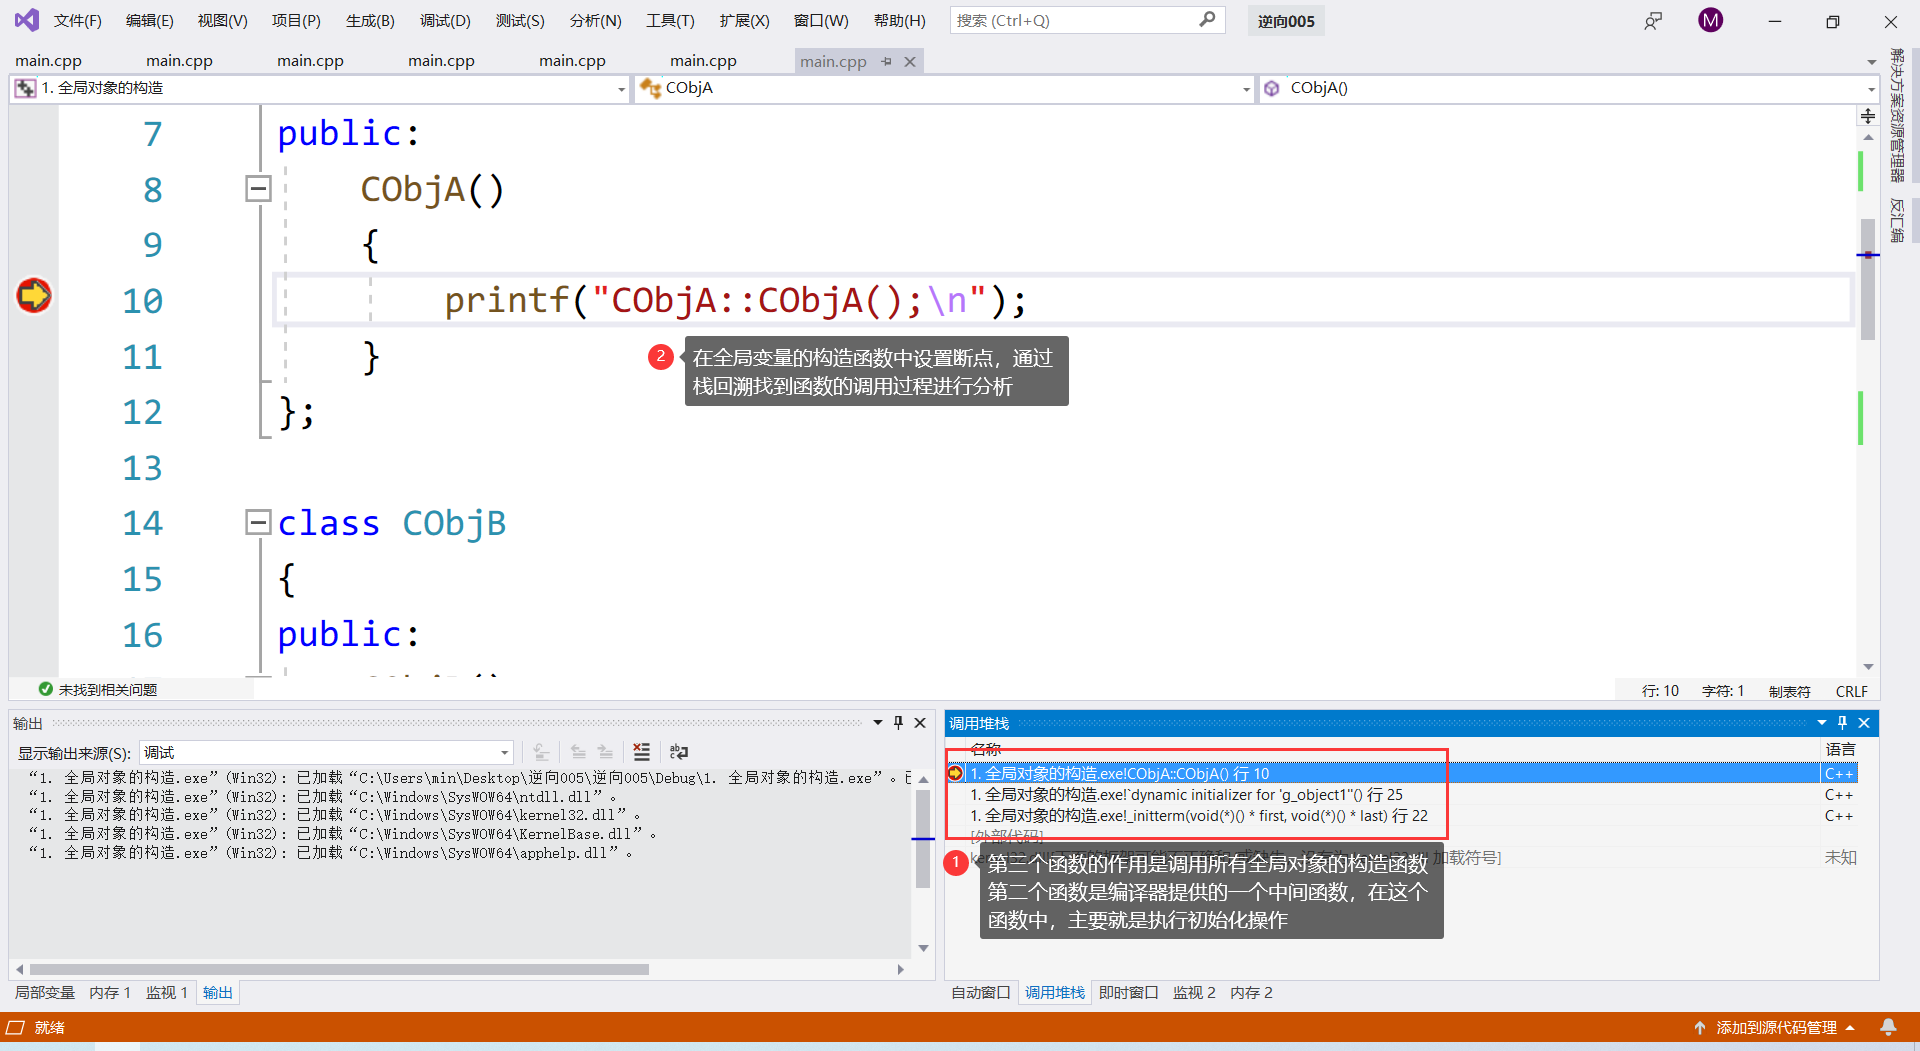 文件(F) 编辑(E) 视图(V) 项目(P) 生成(B) 调试(D) 测试(S) 分析(N) 工具(T) 扩展(X) 窗口(W) 帮助(H) 搜索 (Ctrl+Q) 逆向005 M
main.cpp main.cpp main.cpp main.cpp main.cpp main.cpp main.cpp
1. 全局对象的构造 CObjA CObjA()
解决方案资源管理器
反汇编
7 public:
8 CObjA()
9 {
10 printf("CObjA::CObjA();\n");
11 }
12 };
13
14 class CObjB
15 {
16 public:
2 在全局变量的构造函数中设置断点，通过
栈回溯找到函数的调用过程进行分析
未找到相关问题 行: 10 字符: 1 制表符 CRLF
输出
显示输出来源(S): 调试
“1. 全局对象的构造.exe”(Win32): 已加载“C:\Users\min\Desktop\逆向005\逆向005\Debug\1. 全局对象的构造.exe”。已
“1. 全局对象的构造.exe”(Win32): 已加载“C:\Windows\SysWOW64\ntdll.dll”。
“1. 全局对象的构造.exe”(Win32): 已加载“C:\Windows\SysWOW64\kernel32.dll”。
“1. 全局对象的构造.exe”(Win32): 已加载“C:\Windows\SysWOW64\KernelBase.dll”。
“1. 全局对象的构造.exe”(Win32): 已加载“C:\Windows\SysWOW64\apphelp.dll”。
局部变量 内存 1 监视 1 输出
调用堆栈
名称 语言
1. 全局对象的构造.exe!CObjA::CObjA() 行 10 C++
1. 全局对象的构造.exe!`dynamic initializer for 'g_object1''() 行 25 C++
1. 全局对象的构造.exe!_initterm(void(*)() * first, void(*)() * last) 行 22 C++
[外部代码]
加载符号] 未知
1 第三个函数的作用是调用所有全局对象的构造函数
第二个函数是编译器提供的一个中间函数，在这个
函数中，主要就是执行初始化操作
自动窗口 调用堆栈 即时窗口 监视 2 内存 2
就绪 添加到源代码管理